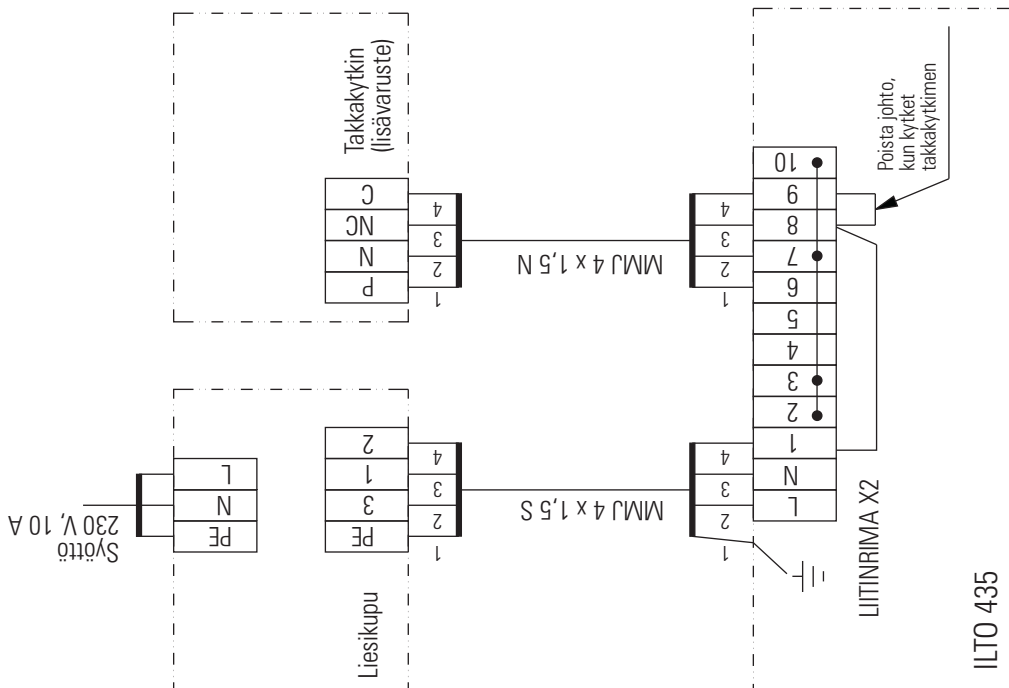 Takkakytkin
(lisävaruste)
C
NC
N
P
4
3
2
1
MMJ 4 x 1,5 N
4
3
2
1
10
9
8
7
6
5
4
3
2
1
N
L
Poista johto,
kun kytket
takkakytkimen
Syöttö
230 V, 10 A
L
N
PE
2
1
3
PE
4
3
2
1
MMJ 4 x 1,5 S
4
3
2
1
Liesikupu
LIITINRIMA X2
ILTO 435